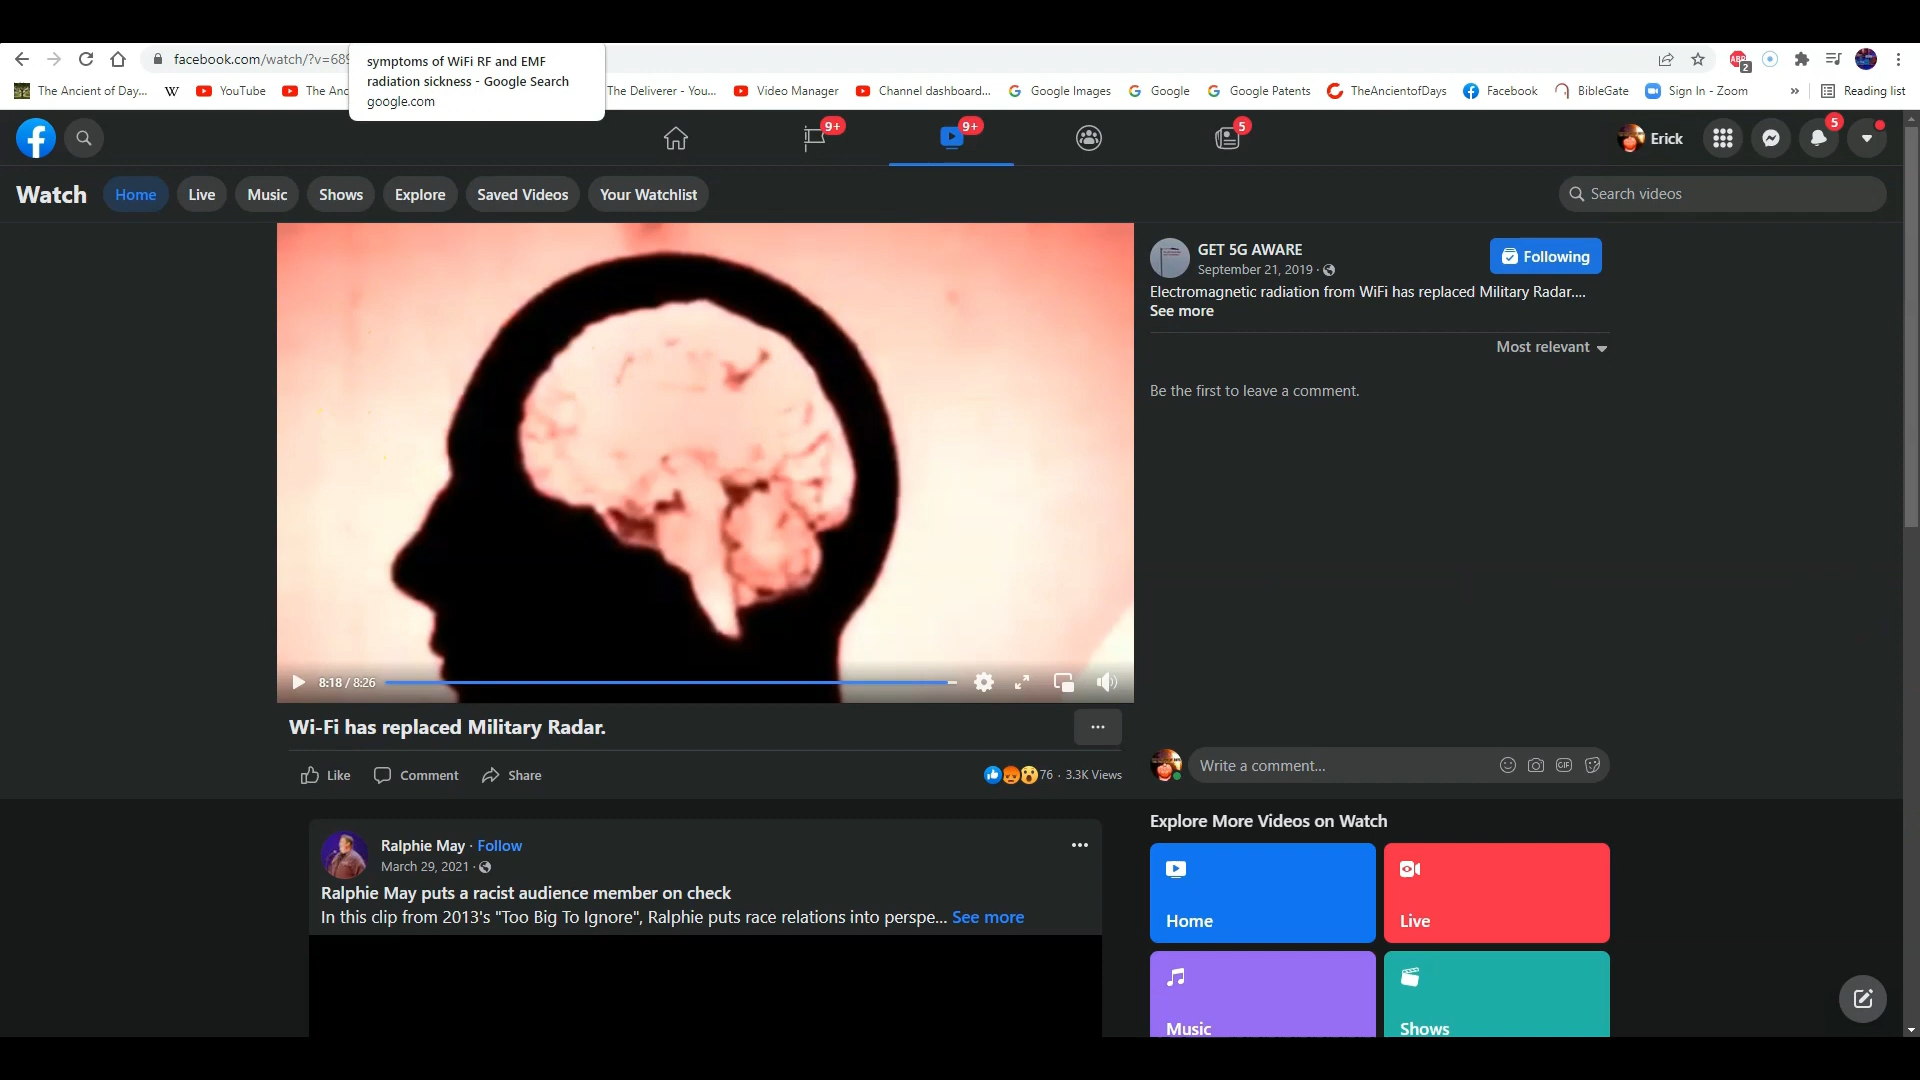 symptoms of WiFi RF and EMF
radiation sickness - Google Search
google.com
facebook.com/watch/?v=689
ABP
2
The Ancient of Day...
W
YouTube
The Anc
The Deliverer - You...
Video Manager
Channel dashboard...
Google Images
Google
Google Patents
TheAncientofDays
Facebook
BibleGate
Sign In - Zoom
»
Reading list
9+
9+
5
Erick
5
Watch
Home
Live
Music
Shows
Explore
Saved Videos
Your Watchlist
Search videos
GET 5G AWARE
September 21, 2019 ·
Following
Electromagnetic radiation from WiFi has replaced Military Radar....
See more
Most relevant
Be the first to leave a comment.
8:18 / 8:26
Wi-Fi has replaced Military Radar.
Like
Comment
Share
76 · 3.3K Views
Write a comment...
GIF
Ralphie May · Follow
March 29, 2021 ·
Ralphie May puts a racist audience member on check
In this clip from 2013's "Too Big To Ignore", Ralphie puts race relations into perspe... See more
Explore More Videos on Watch
Home
Live
Music
Shows